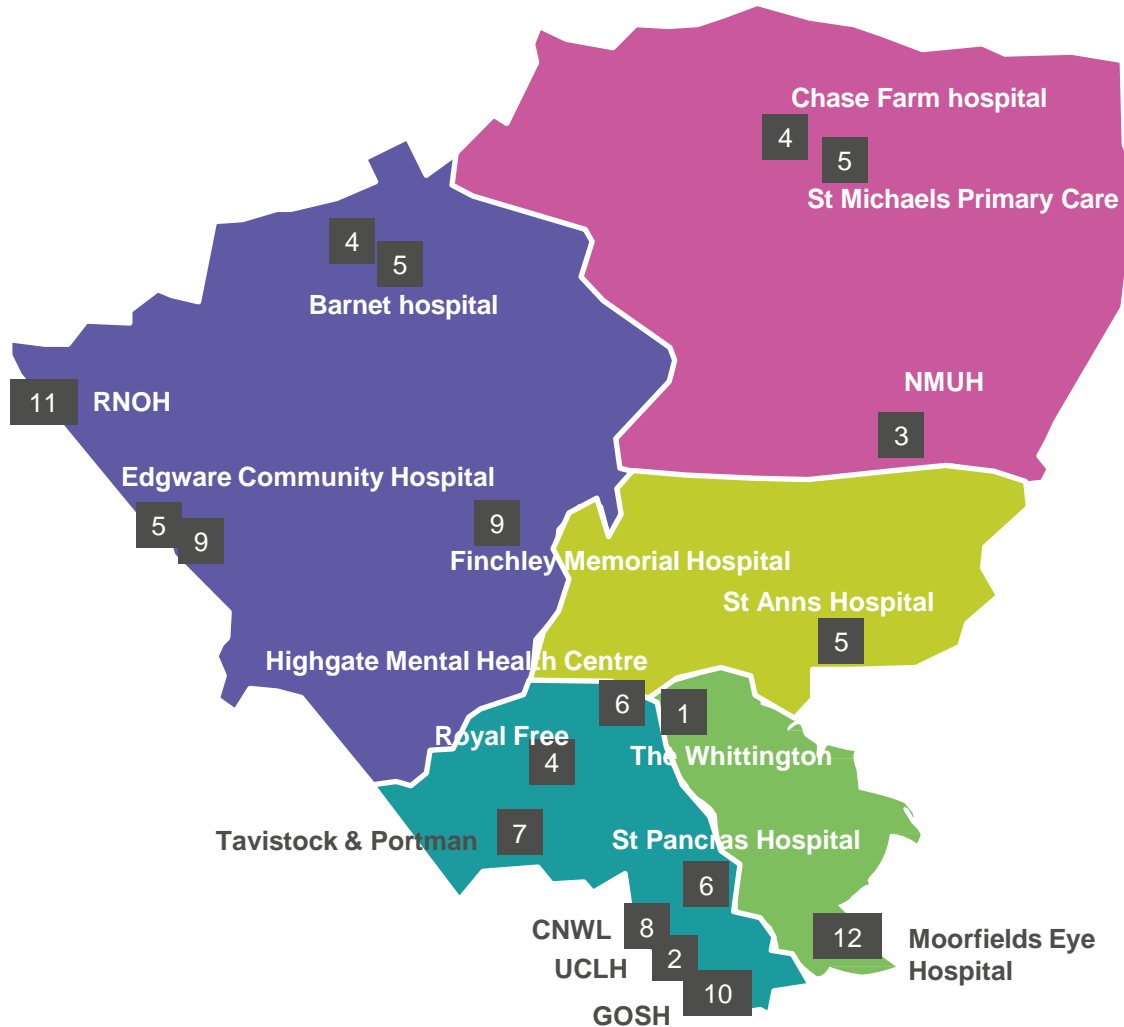 Chase Farm hospital
4
5
St Michaels Primary Care
4
5
Barnet hospital
NMUH
3
11
RNOH
Edgware Community Hospital
5
9
9
Finchley Memorial Hospital
St Anns Hospital
5
Highgate Mental Health Centre
6
1
Royal Free
4
The Whittington
Tavistock & Portman
7
St Pancras Hospital
6
CNWL
8
12
Moorfields Eye
Hospital
UCLH
2
10
GOSH